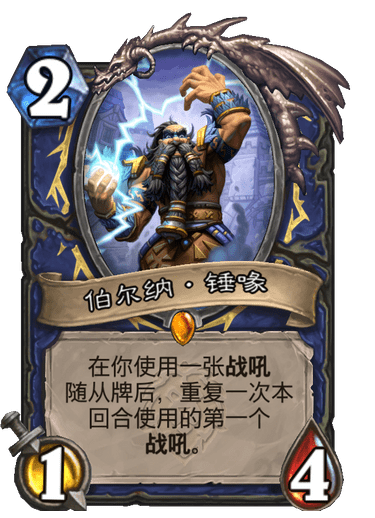 2
伯尔纳·锤喙
在你使用一张战吼
随从牌后，重复一次本
回合使用的第一个
战吼。
1
4